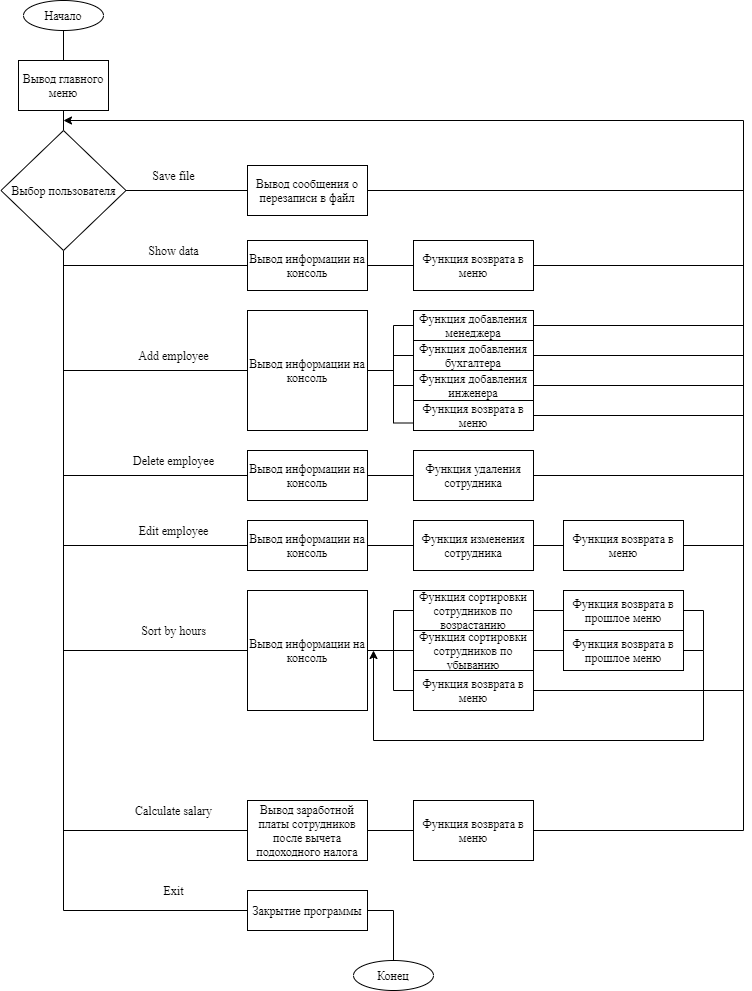 Начало
Вывод главного
меню
Выбор пользователя
Save file
Вывод сообщения о
перезаписи в файл
Show data
Вывод информации на
консоль
Функция возврата в
меню
Add employee
Вывод информации на
консоль
Функция добавления
менеджера
Функция добавления
бухгалтера
Функция добавления
инженера
Функция возврата в
меню
Delete employee
Вывод информации на
консоль
Функция удаления
сотрудника
Edit employee
Вывод информации на
консоль
Функция изменения
сотрудника
Функция возврата в
меню
Sort by hours
Вывод информации на
консоль
Функция сортировки
сотрудников по
возрастанию
Функция возврата в
прошлое меню
Функция сортировки
сотрудников по
убыванию
Функция возврата в
прошлое меню
Функция возврата в
меню
Calculate salary
Вывод заработной
платы сотрудников
после вычета
подоходного налога
Функция возврата в
меню
Exit
Закрытие программы
Конец